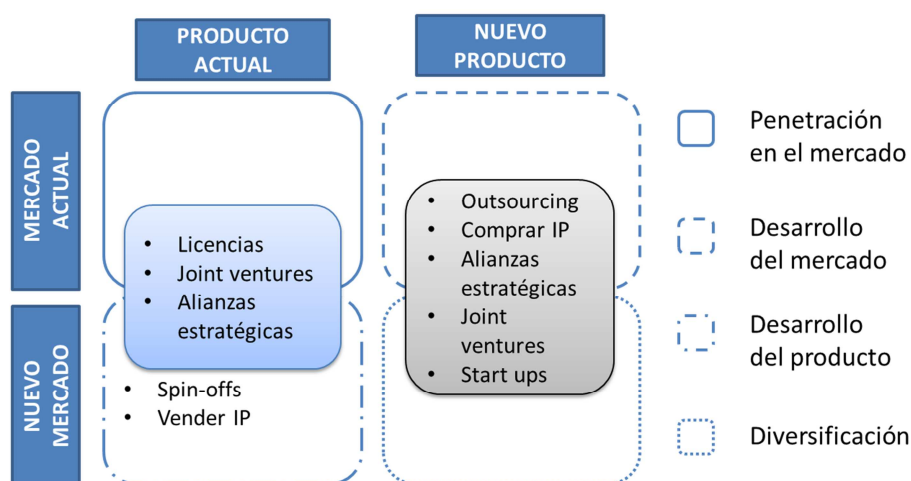 PRODUCTO
ACTUAL
NUEVO
PRODUCTO
MERCADO
ACTUAL
NUEVO
MERCADO
• Licencias
• Joint ventures
• Alianzas
estratégicas
• Spin-offs
• Vender IP
• Outsourcing
• Comprar IP
• Alianzas
estratégicas
• Joint
ventures
• Start ups
Penetración
en el mercado
Desarrollo
del mercado
Desarrollo
del producto
Diversificación